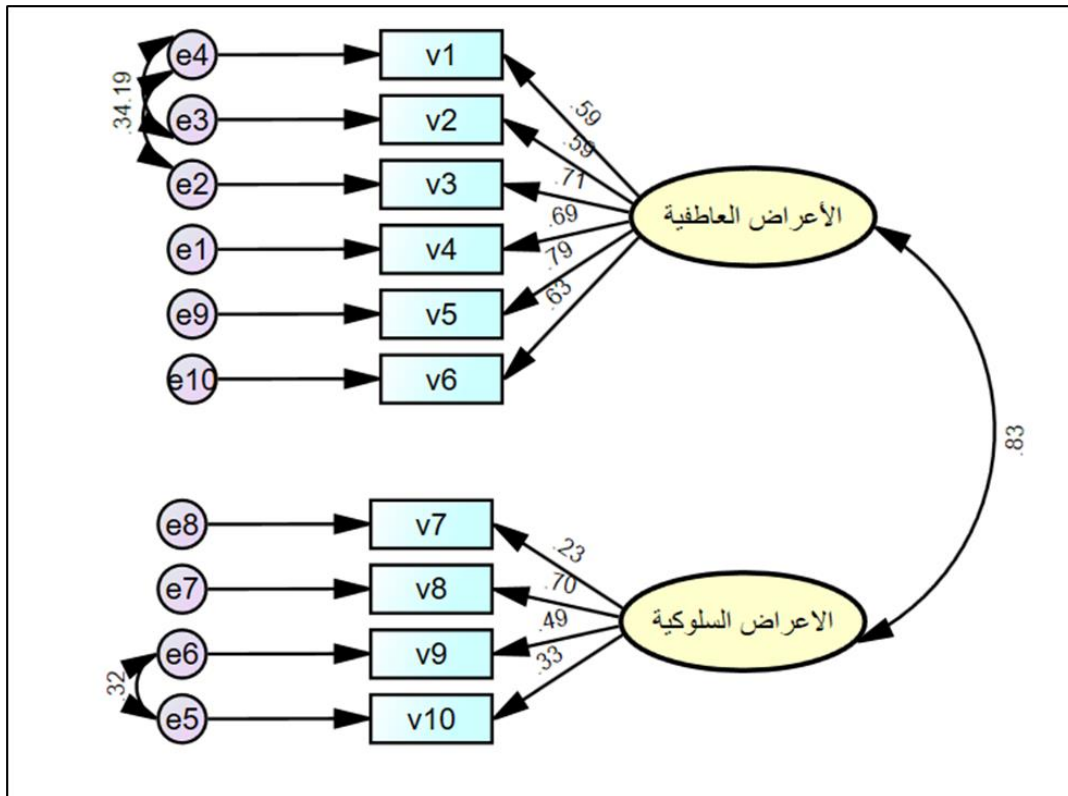 e4
v1
.59
e3
v2
.59
.34
.19
e2
v3
.71
الأعراض العاطفية
e1
v4
.69
e9
v5
.79
e10
v6
.63
.83
e8
v7
.23
e7
v8
.70
الاعراض السلوكية
e6
v9
.49
.32
e5
v10
.33